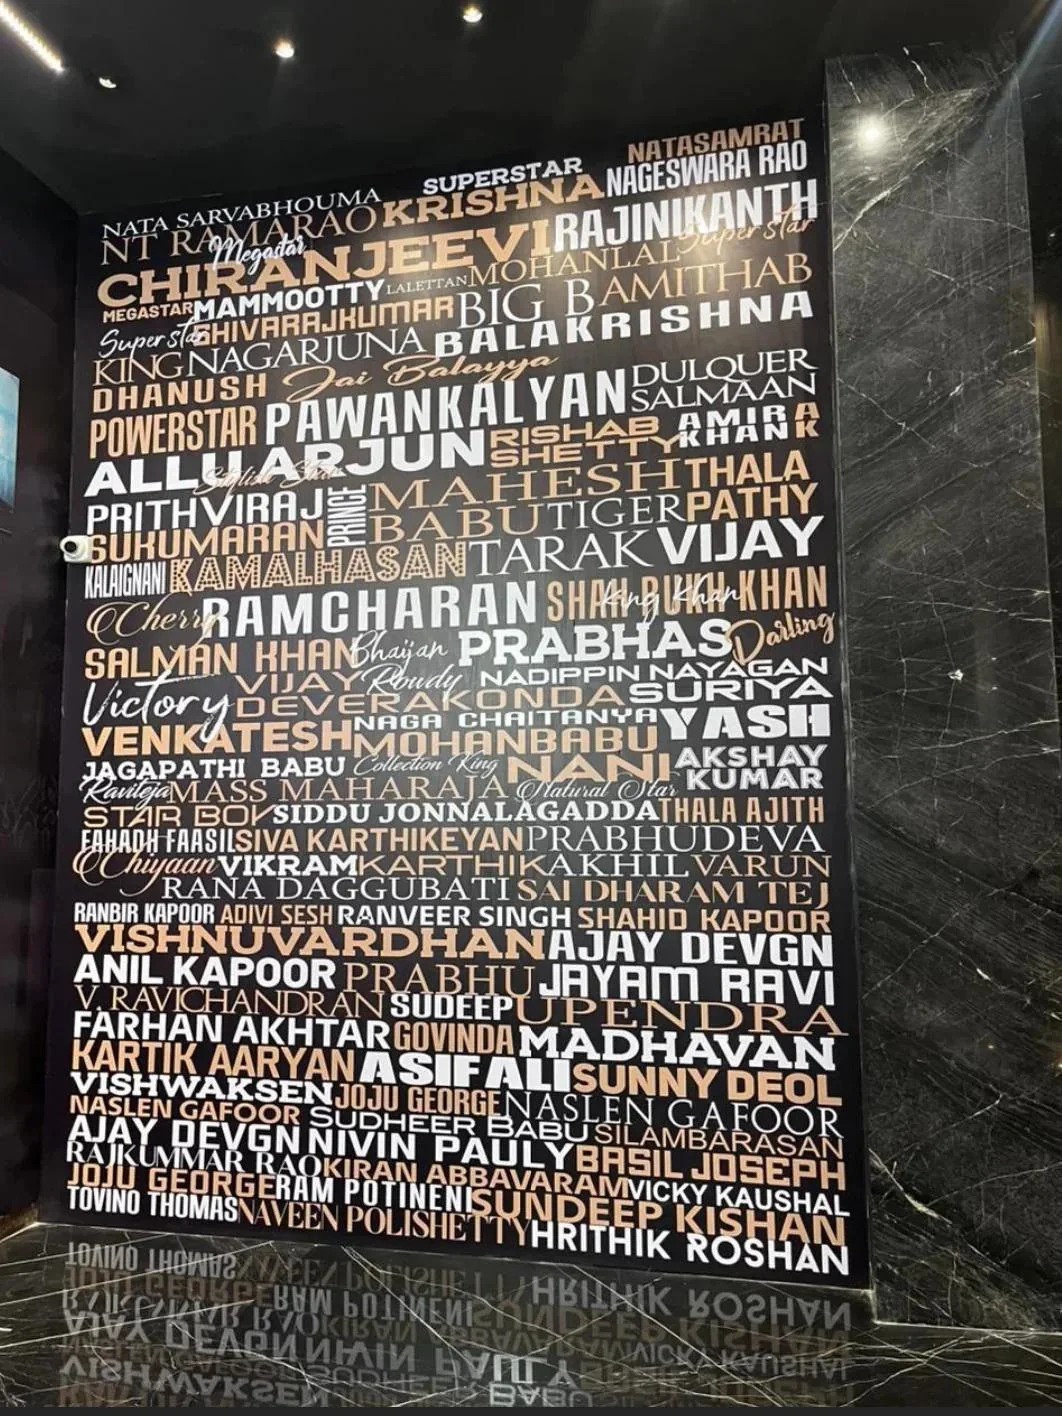 NATASAMRAT
NATA SARVABHOUMA SUPERSTAR NAGESWARA RAO
NT RAMARAO KRISHNA
Megastar RAJINIKANTH
CHIRANJEEVI Superstar
MEGASTAR MAMMOOTTY LALETTAN MOHANLAL
Superstar SHIVARAJKUMAR BIG B AMITHAB
KING NAGARJUNA BALAKRISHNA
DHANUSH Jai Balayya DULQUER
POWERSTAR PAWANKALYAN SALMAAN
ALLU ARJUN RISHAB AMIR A
Stylish Star SHETTY KHAN K
PRITHVIRAJ PRINCE MAHESH THALA
SUKUMARAN BABU TIGER PATHY
KALAIGNANI KAMALHASAN TARAK VIJAY
Cherry RAMCHARAN SHAH RUKH KHAN King Khan
SALMAN KHAN Bhaijan PRABHAS Darling
Victory VIJAY Rowdy NADIPPIN NAYAGAN
DEVERAKONDA SURIYA
VENKATESH NAGA CHAITANYA YASH
MOHANBABU
JAGAPATHI BABU Collection King NANI AKSHAY
Raviteja MASS MAHARAJA Natural Star KUMAR
STAR BOY SIDDU JONNALAGADDA THALA AJITH
FAHADH FAASIL SIVA KARTHIKEYAN PRABHUDEVA
Chiyaan VIKRAM KARTHIK AKHIL VARUN
RANA DAGGUBATI SAI DHARAM TEJ
RANBIR KAPOOR ADIVI SESH RANVEER SINGH SHAHID KAPOOR
VISHNUVARDHAN AJAY DEVGN
ANIL KAPOOR PRABHU JAYAM RAVI
V. RAVICHANDRAN SUDEEP UPENDRA
FARHAN AKHTAR GOVINDA MADHAVAN
KARTIK AARYAN ASIF ALI SUNNY DEOL
VISHWAKSEN JOJU GEORGE NASLEN GAFOOR
NASLEN GAFOOR SUDHEER BABU SILAMBARASAN
AJAY DEVGN NIVIN PAULY BASIL JOSEPH
RAJKUMMAR RAO KIRAN ABBAVARAM VICKY KAUSHAL
JOJU GEORGE RAM POTINENI SUNDEEP KISHAN
TOVINO THOMAS NAVEEN POLISHETTY HRITHIK ROSHAN